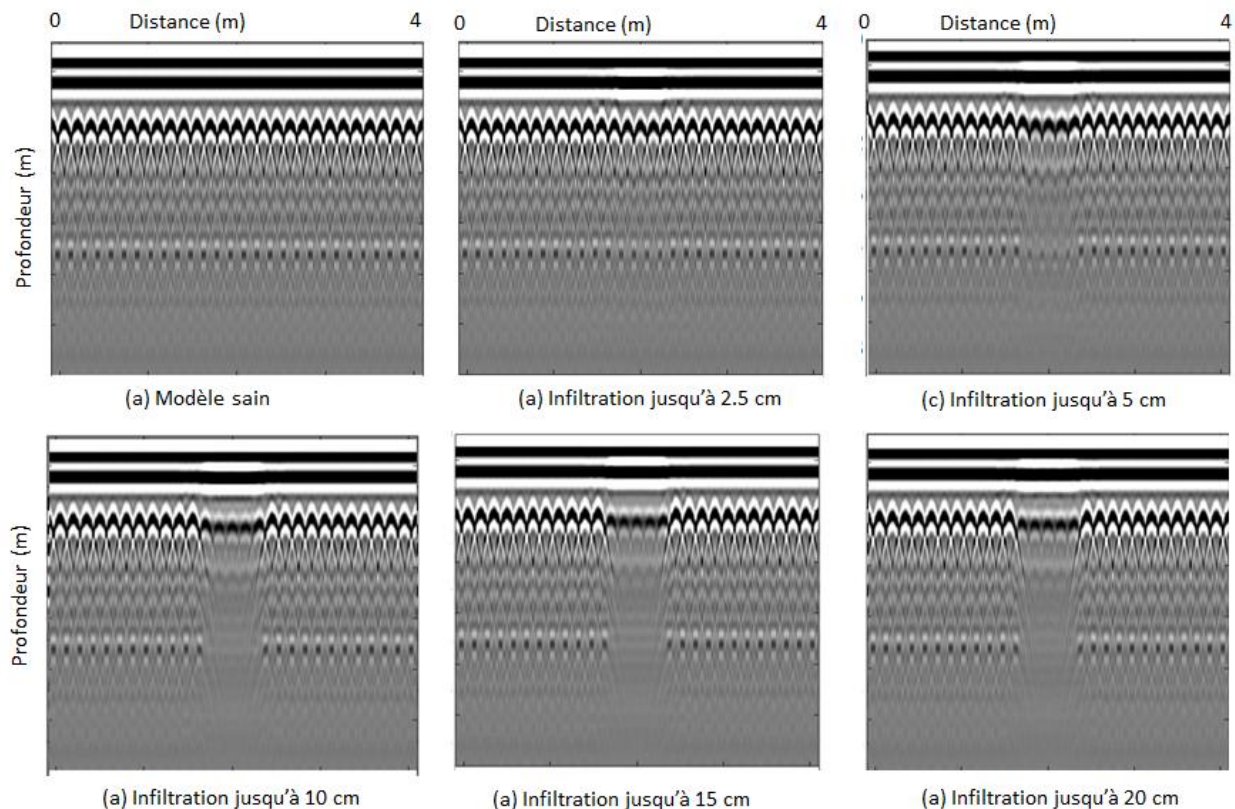 0 Distance (m) 4
0 Distance (m) 4
0 Distance (m) 4
Profondeur (m)
(a) Modèle sain
(a) Infiltration jusqu'à 2.5 cm
(c) Infiltration jusqu'à 5 cm
Profondeur (m)
(a) Infiltration jusqu'à 10 cm
(a) Infiltration jusqu'à 15 cm
(a) Infiltration jusqu'à 20 cm